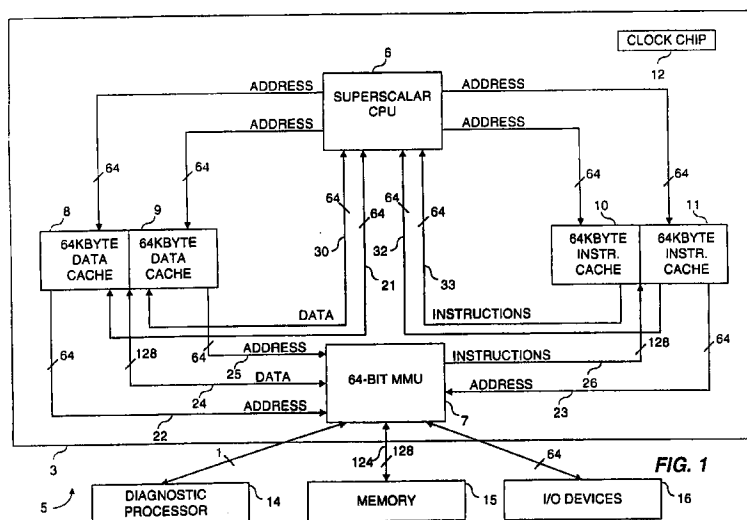 CLOCK CHIP
12
6
SUPERSCALAR
CPU
ADDRESS
ADDRESS
ADDRESS
ADDRESS
64
64
64
64
8
9
10
11
64KBYTE
DATA
CACHE
64KBYTE
DATA
CACHE
64KBYTE
INSTR.
CACHE
64KBYTE
INSTR.
CACHE
64
64
64
64
30
21
32
33
DATA
INSTRUCTIONS
64
128
64
ADDRESS
25
DATA
24
ADDRESS
22
64-BIT MMU
7
INSTRUCTIONS
26
128
64
ADDRESS
23
3
5
1
124
128
64
FIG. 1
DIAGNOSTIC
PROCESSOR
14
MEMORY
15
I/O DEVICES
16